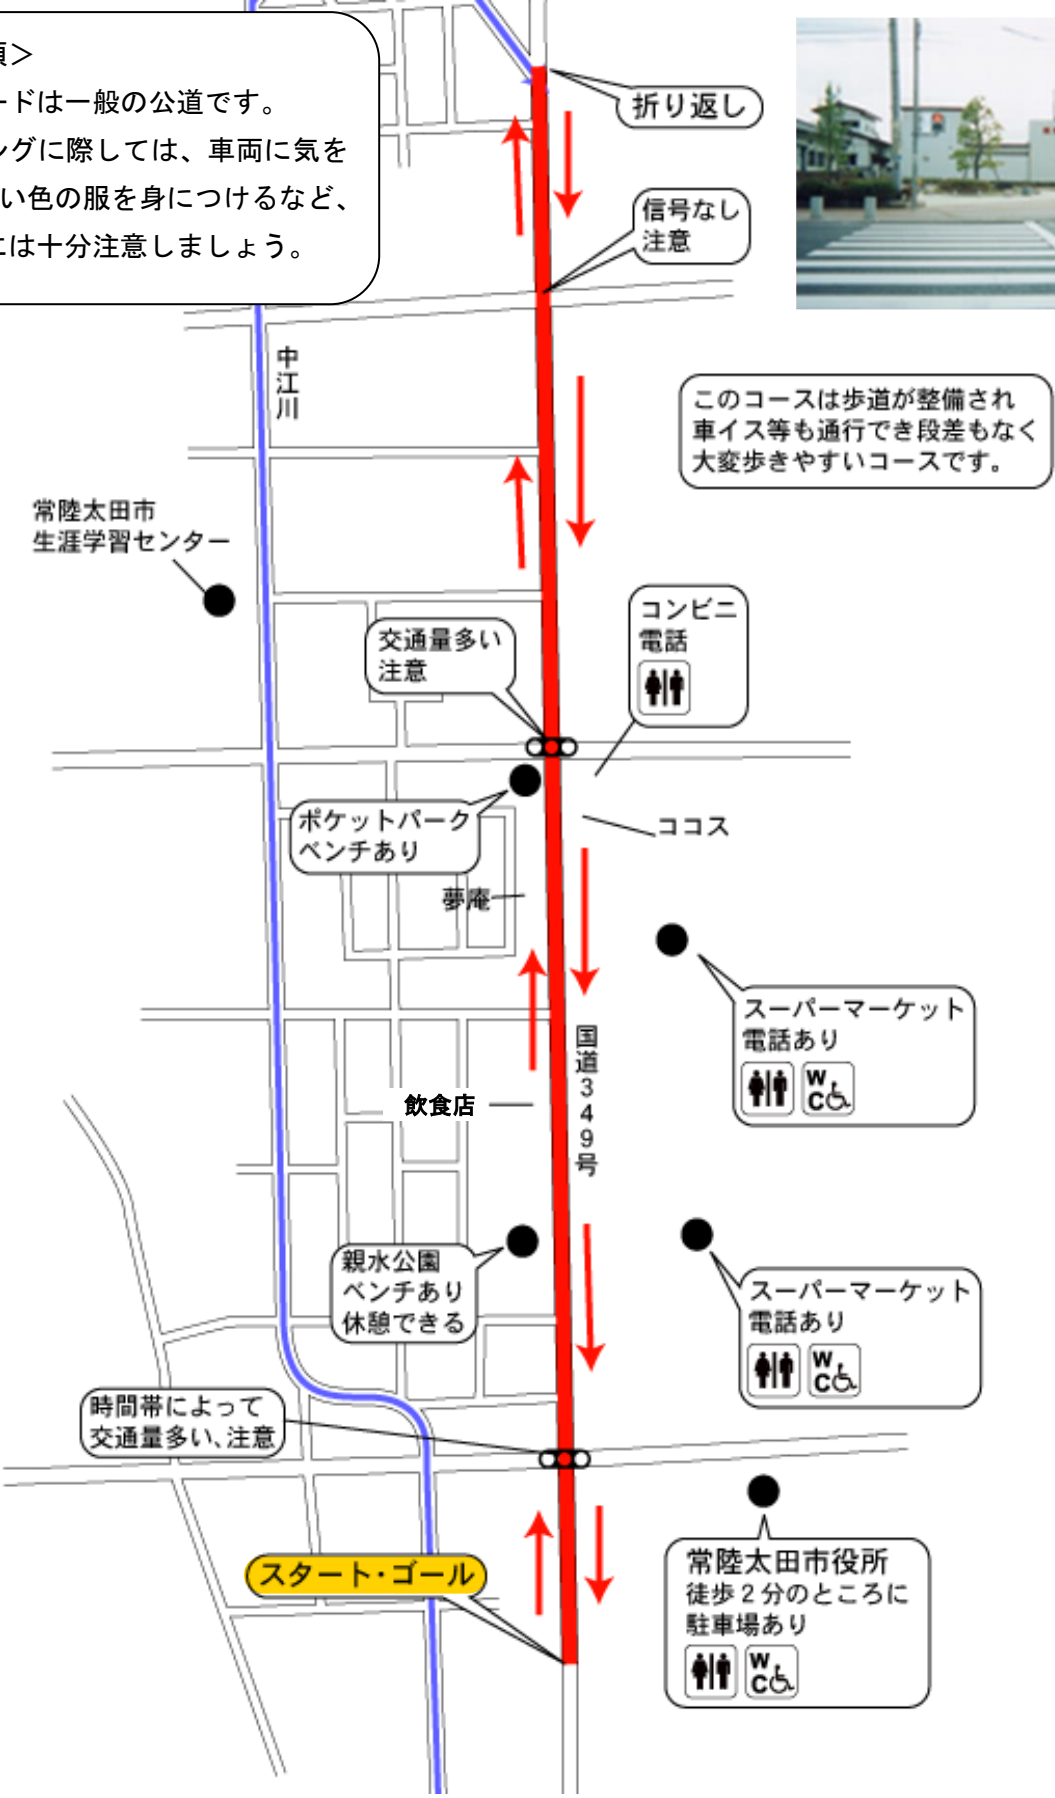 項＞
ードは一般の公道です。
ングに際しては、車両に気を
い色の服を身につけるなど、
には十分注意しましょう。
折り返し
信号なし
注意
中江川
このコースは歩道が整備され
車イス等も通行でき段差もなく
大変歩きやすいコースです。
常陸太田市
生涯学習センター
コンビニ
電話
交通量多い
注意
ポケットパーク
ベンチあり
ココス
夢庵
スーパーマーケット
電話あり
WC
国道349号
飲食店
親水公園
ベンチあり
休憩できる
スーパーマーケット
電話あり
WC
時間帯によって
交通量多い、注意
常陸太田市役所
徒歩2分のところに
駐車場あり
WC
スタート・ゴール